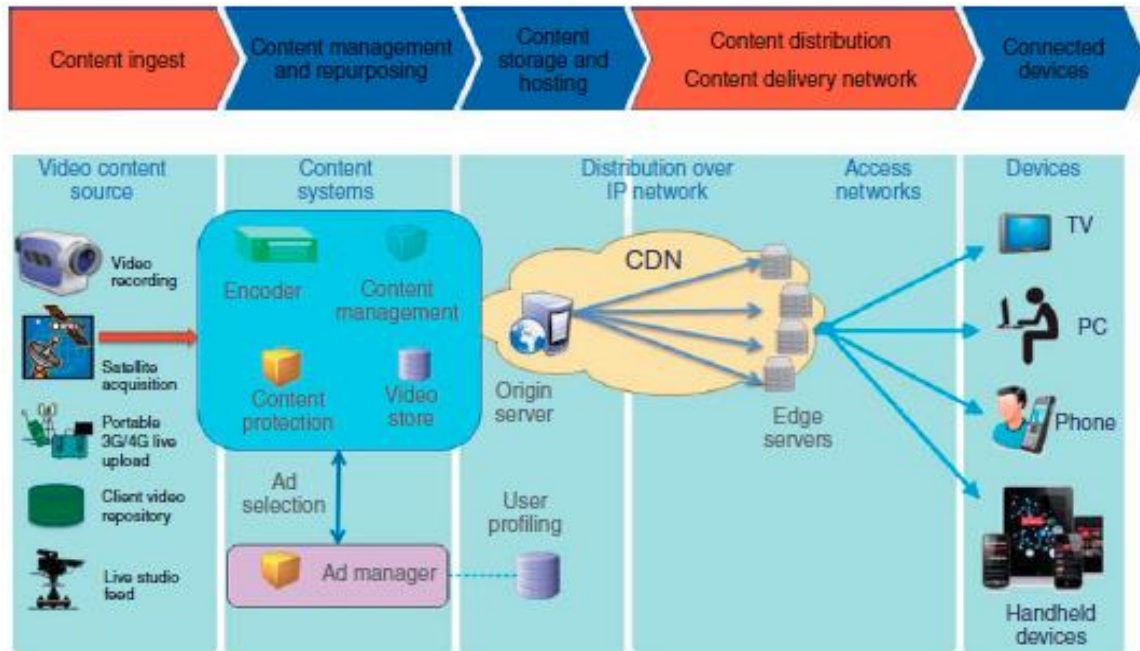 Content ingest
Content management
and repurposing
Content
storage and
hosting
Content distribution
Content delivery network
Connected
devices
Video content
source
Content
systems
Distribution over
IP network
Access
networks
Devices
Video
recording
Satellite
acquisition
Portable
3G/4G live
upload
Client video
repository
Live studio
feed
Encoder
Content
management
Content
protection
Video
store
Ad
selection
Ad manager
User
profiling
CDN
Origin
server
Edge
servers
TV
PC
Phone
Handheld
devices